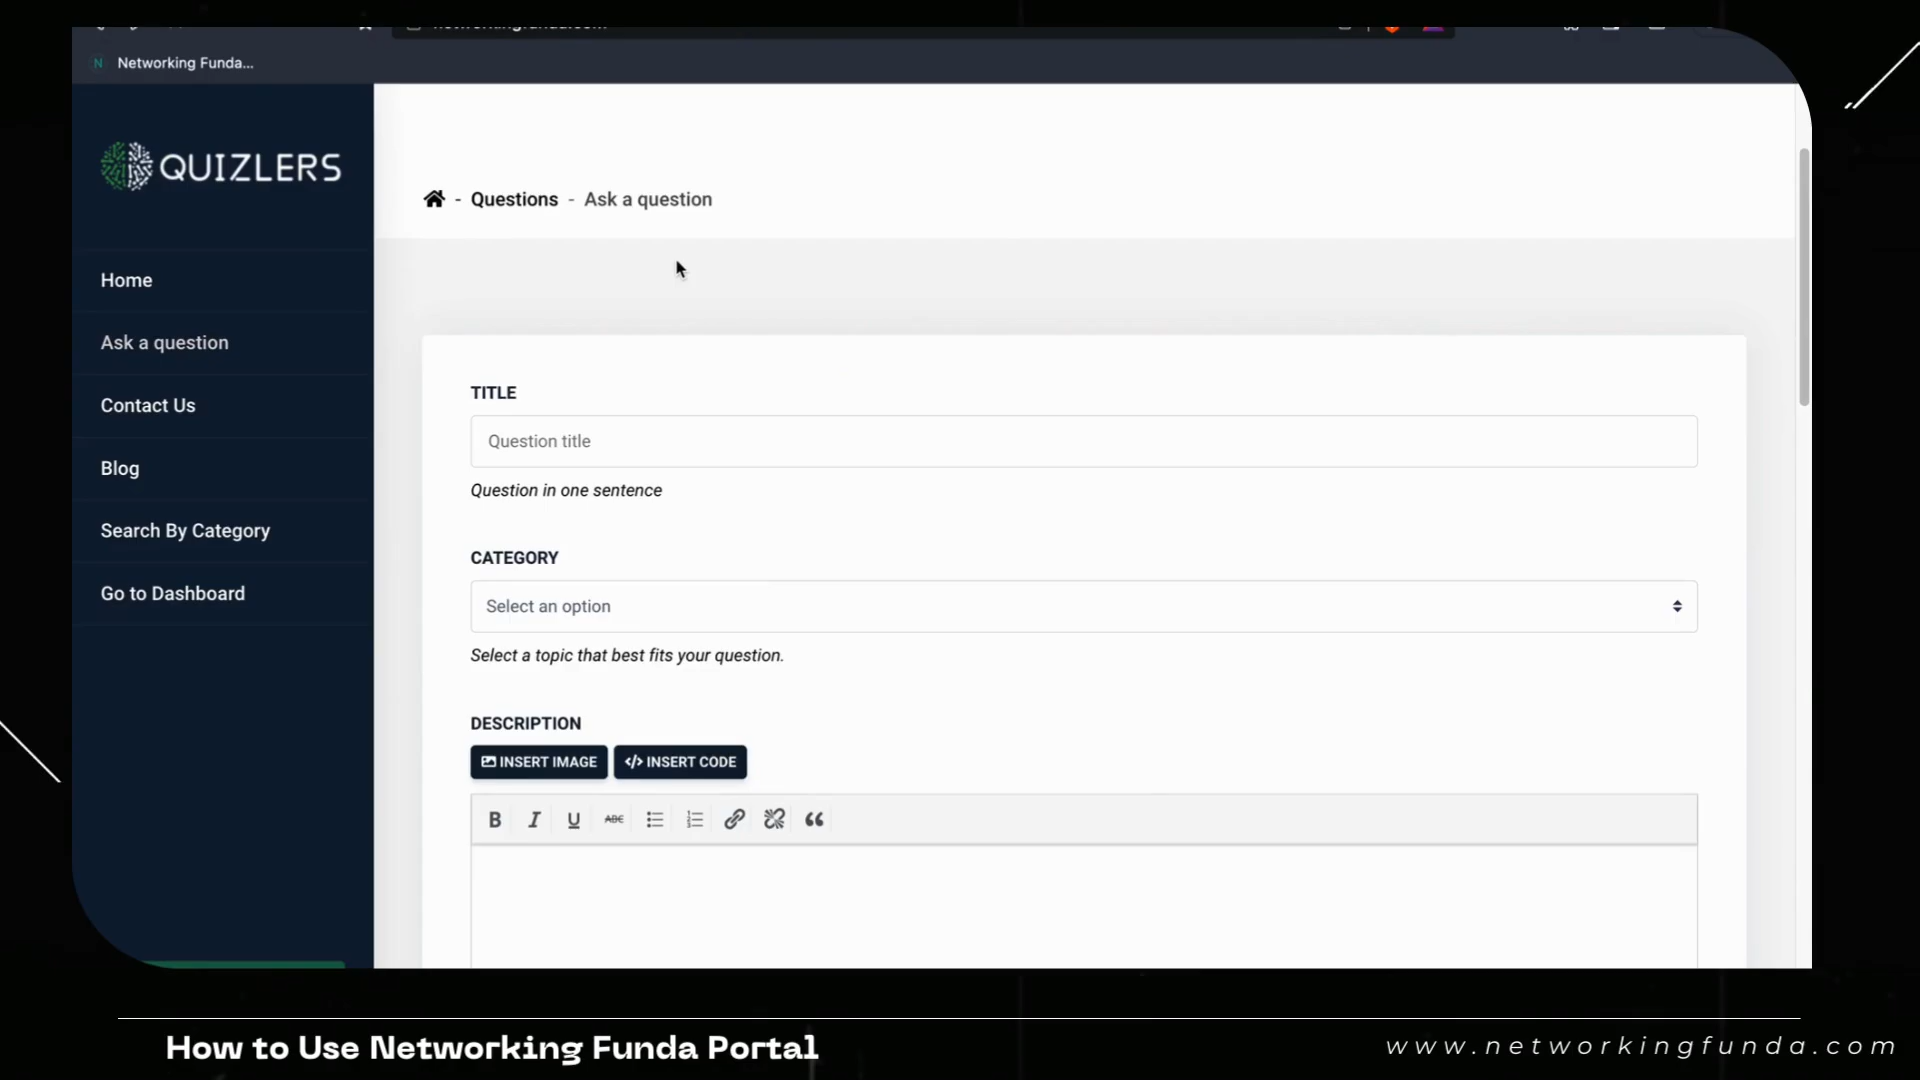 Networking Funda...
QUIZLERS
Home
Ask a question
Contact Us
Blog
Search By Category
Go to Dashboard
- Questions - Ask a question
TITLE
Question title
Question in one sentence
CATEGORY
Select an option
Select a topic that best fits your question.
DESCRIPTION
INSERT IMAGE </> INSERT CODE
B I U ABC
How to Use Networking Funda Portal
www.networkingfunda.com